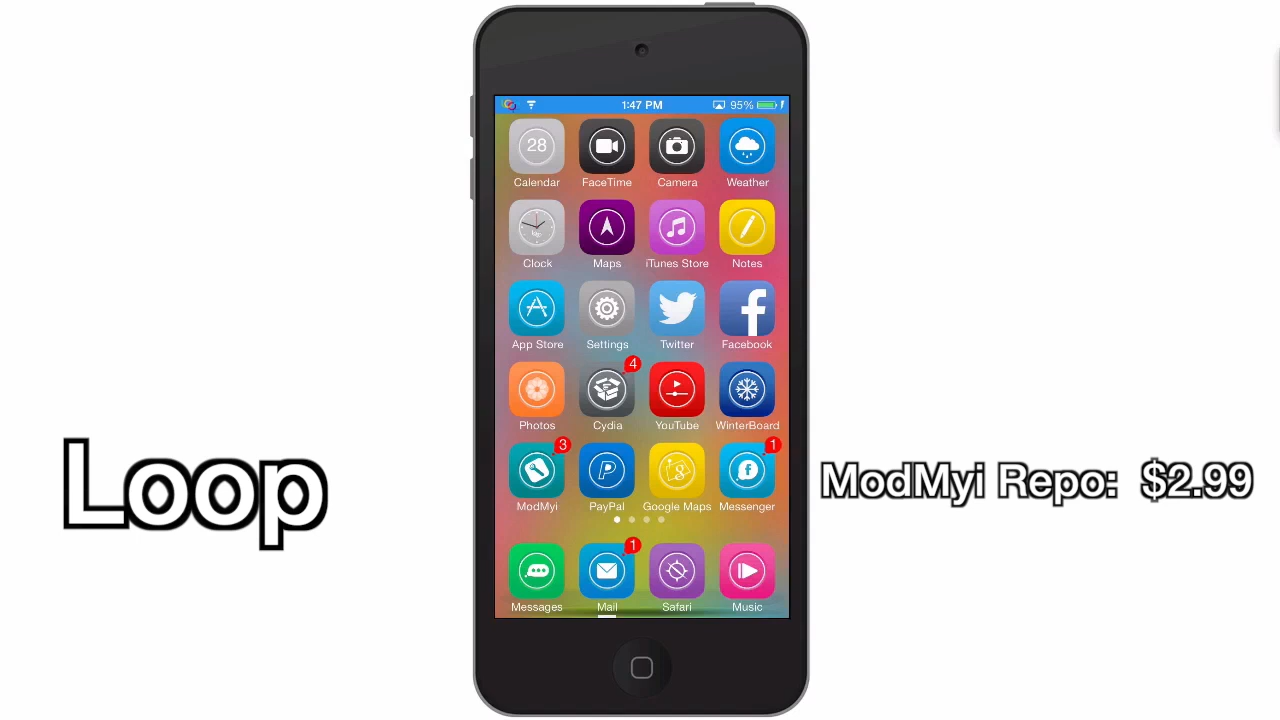 1:47 PM 95%
28
Calendar FaceTime Camera Weather
Clock Maps iTunes Store Notes
App Store Settings Twitter Facebook
4
Photos Cydia YouTube WinterBoard
3 1
ModMyi PayPal Google Maps Messenger
1
Messages Mail Safari Music
Loop
ModMyi Repo: $2.99